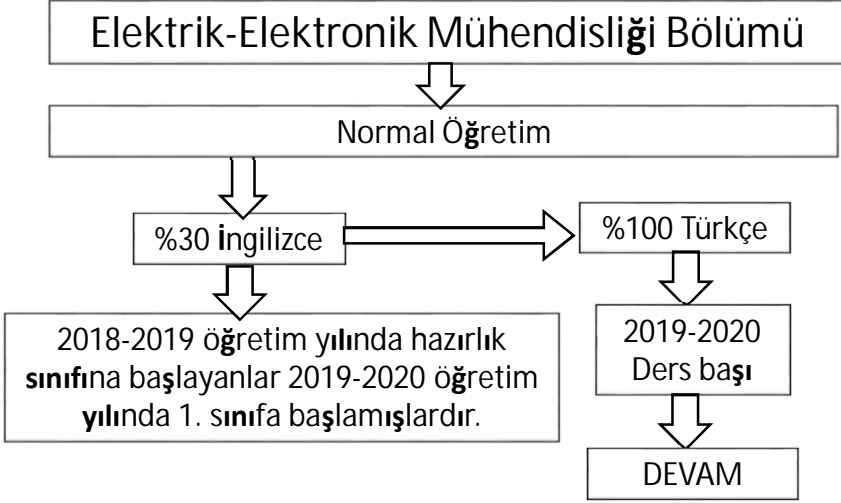 Elektrik-Elektronik Mühendisliği Bölümü
Normal Öğretim
%30 İngilizce
%100 Türkçe
2018-2019 öğretim yılında hazırlık
sınıfına başlayanlar 2019-2020 öğretim
yılında 1. sınıfa başlamışlardır.
2019-2020
Ders başı
DEVAM